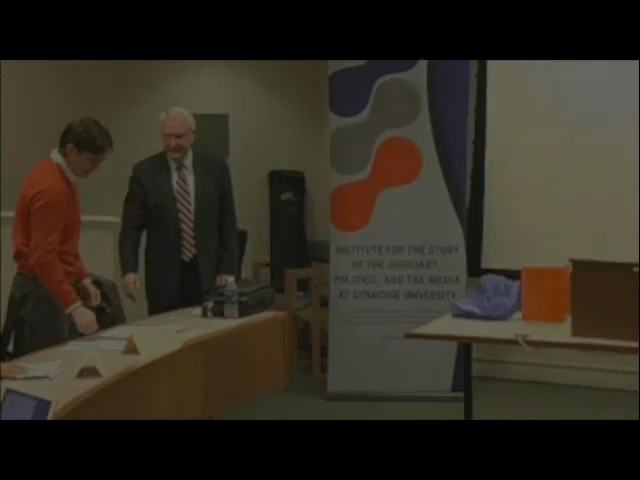 INSTITUTE FOR THE STUDY
OF THE JUDICIARY,
POLITICS, AND THE MEDIA
AT SYRACUSE UNIVERSITY